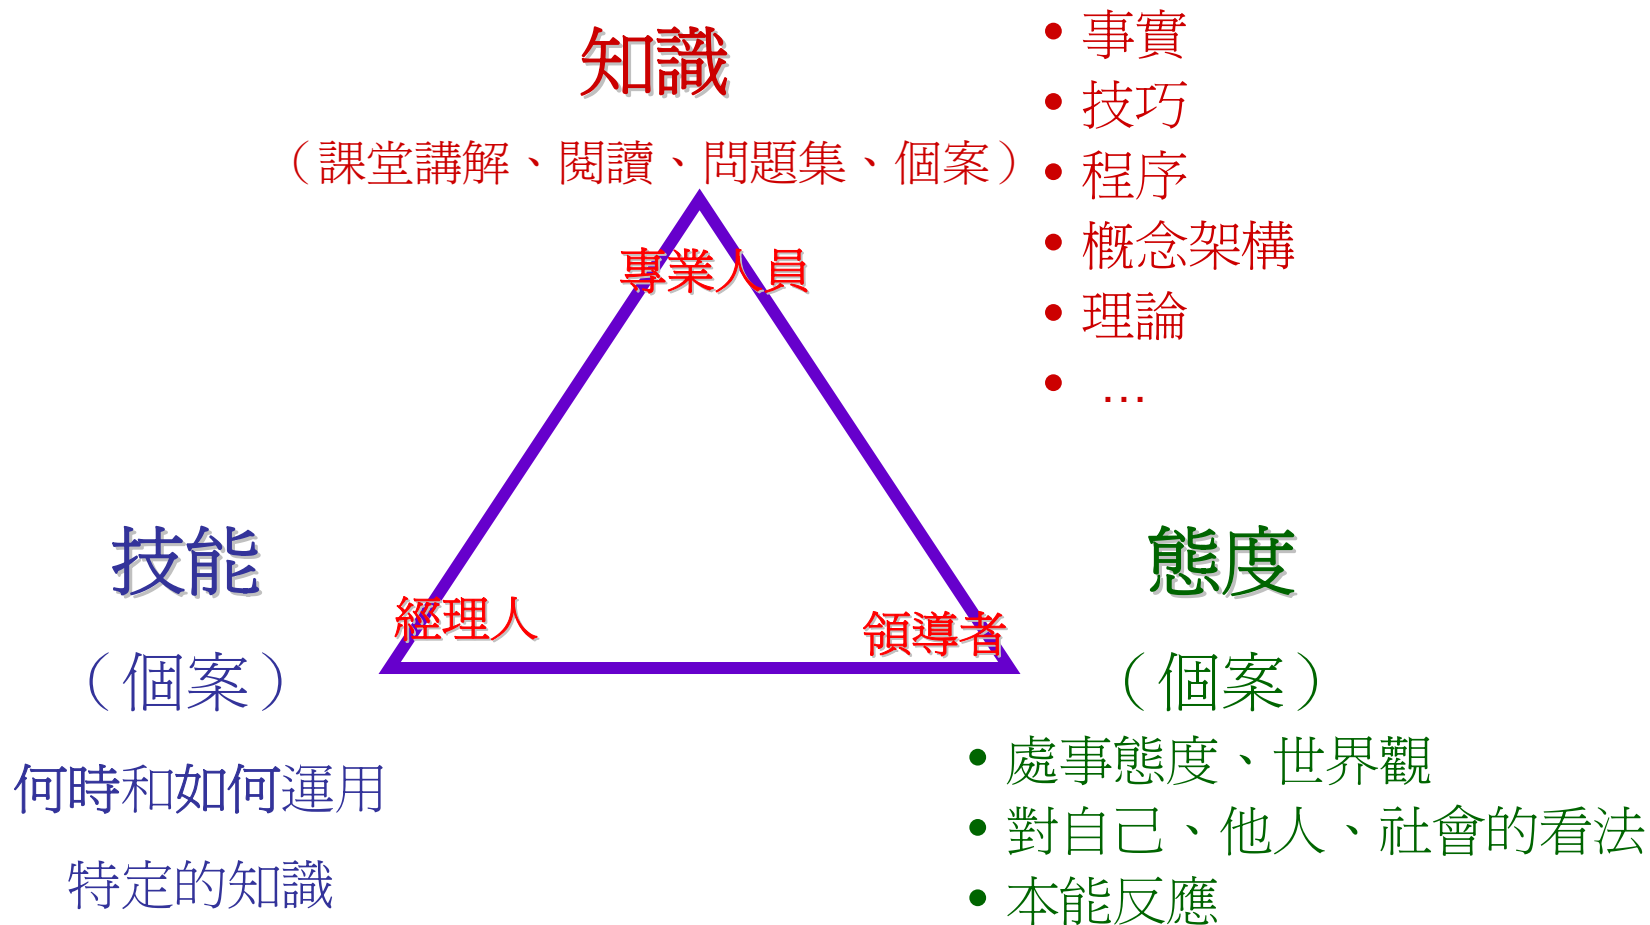 知識
（課堂講解、閱讀、問題集、個案）
• 事實
• 技巧
• 程序
• 概念架構
• 理論
• …
專業人員
經理人
領導者
技能
（個案）
何時和如何運用
特定的知識
態度
（個案）
• 處事態度、世界觀
• 對自己、他人、社會的看法
• 本能反應